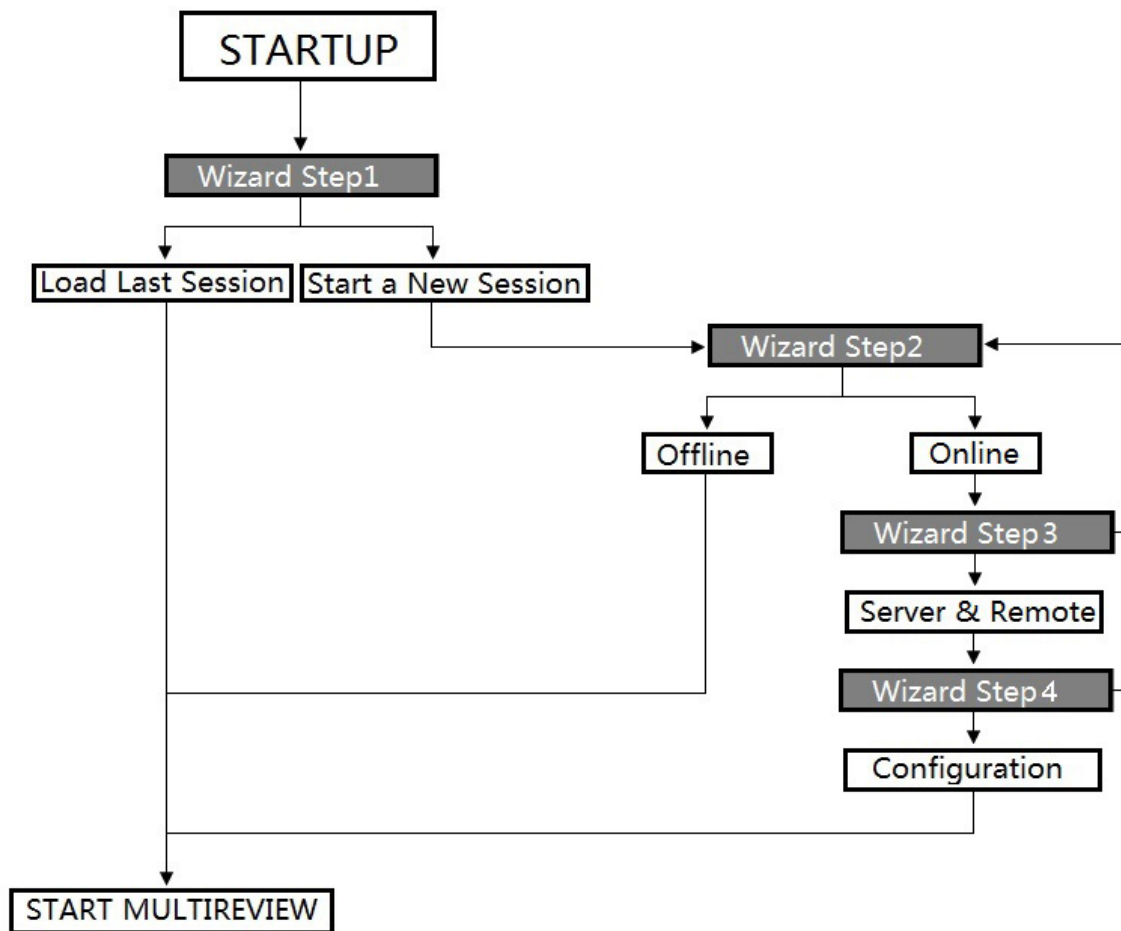 STARTUP
Wizard Step1
Load Last Session
Start a New Session
Wizard Step2
Offline
Online
Wizard Step3
Server & Remote
Wizard Step4
Configuration
START MULTIREVIEW